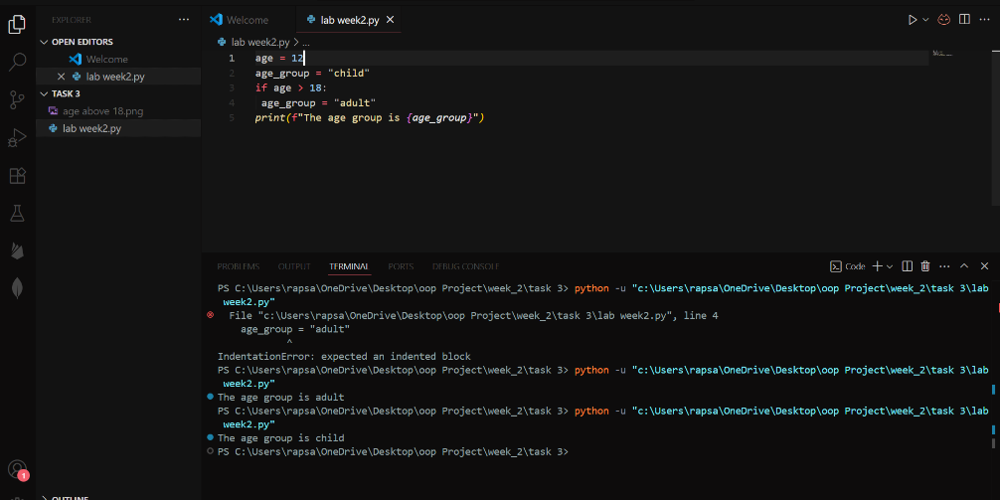 EXPLORER
OPEN EDITORS
Welcome
lab week2.py
TASK 3
age above 18.png
lab week2.py
OUTLINE
1
Welcome
lab week2.py
lab week2.py > ...
1 age = 12
2 age_group = "child"
3 if age > 18:
4 age_group = "adult"
5 print(f"The age group is {age_group}")
PROBLEMS OUTPUT TERMINAL PORTS DEBUG CONSOLE
Code
PS C:\Users\rapsa\OneDrive\Desktop\oop Project\week_2\task 3> python -u "c:\Users\rapsa\OneDrive\Desktop\oop Project\week_2\task 3\lab
week2.py"
File "c:\Users\rapsa\OneDrive\Desktop\oop Project\week_2\task 3\lab week2.py", line 4
age_group = "adult"
^
IndentationError: expected an indented block
PS C:\Users\rapsa\OneDrive\Desktop\oop Project\week_2\task 3> python -u "c:\Users\rapsa\OneDrive\Desktop\oop Project\week_2\task 3\lab
week2.py"
The age group is adult
PS C:\Users\rapsa\OneDrive\Desktop\oop Project\week_2\task 3> python -u "c:\Users\rapsa\OneDrive\Desktop\oop Project\week_2\task 3\lab
week2.py"
The age group is child
PS C:\Users\rapsa\OneDrive\Desktop\oop Project\week_2\task 3>